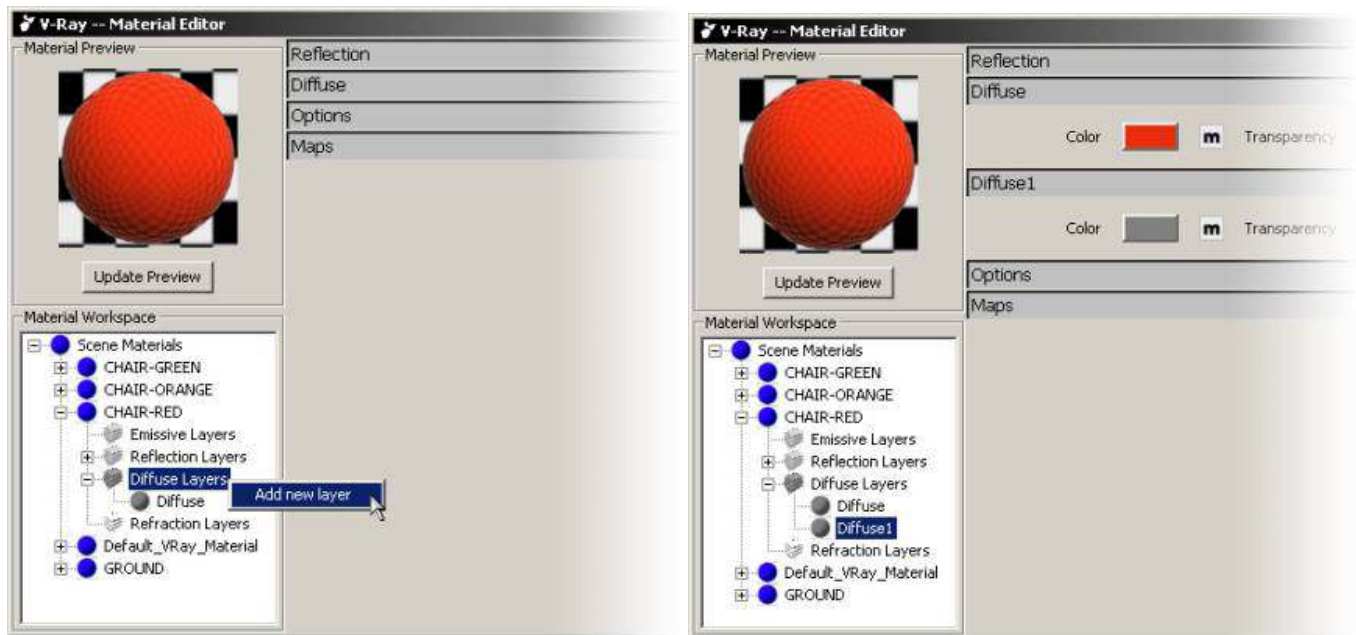 V-Ray -- Material Editor
Material Preview
Reflection
Diffuse
Options
Maps
Update Preview
Material Workspace
Scene Materials
CHAIR-GREEN
CHAIR-ORANGE
CHAIR-RED
Emissive Layers
Reflection Layers
Diffuse Layers
Add new layer
Diffuse
Refraction Layers
Default_VRay_Material
GROUND
V-Ray -- Material Editor
Material Preview
Reflection
Diffuse
Color m Transparency
Diffuse1
Color m Transparency
Options
Maps
Update Preview
Material Workspace
Scene Materials
CHAIR-GREEN
CHAIR-ORANGE
CHAIR-RED
Emissive Layers
Reflection Layers
Diffuse Layers
Diffuse
Diffuse1
Refraction Layers
Default_VRay_Material
GROUND